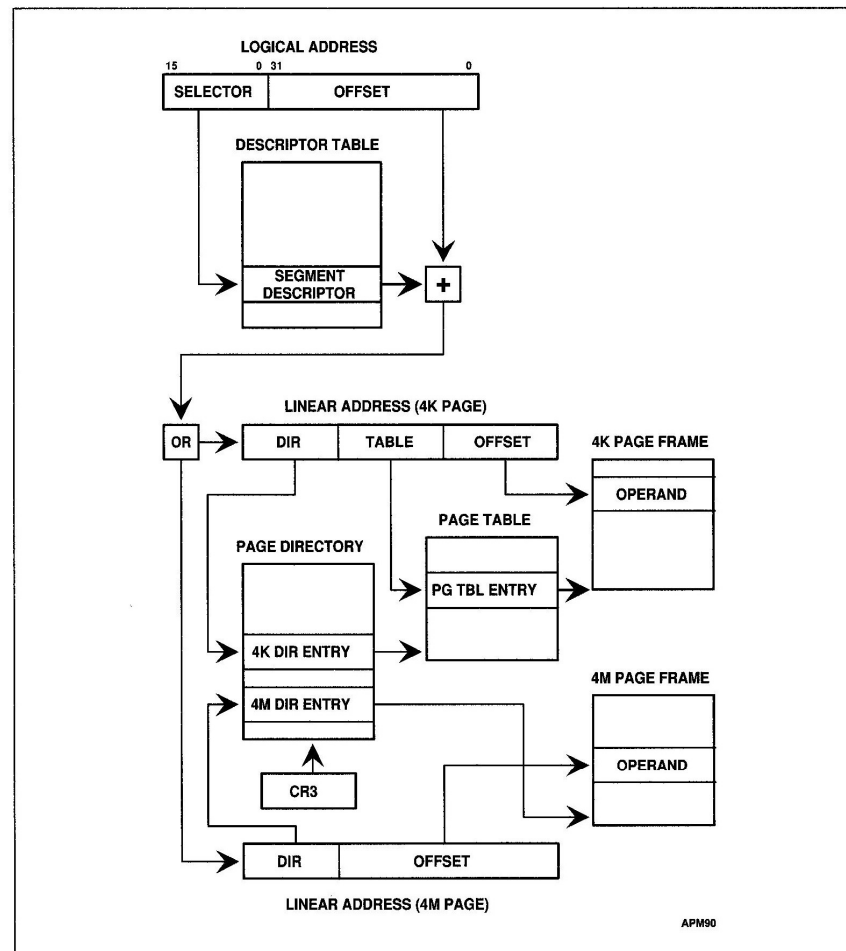 LOGICAL ADDRESS
15 0 31 0
SELECTOR OFFSET
DESCRIPTOR TABLE
SEGMENT
DESCRIPTOR
+
LINEAR ADDRESS (4K PAGE)
OR DIR TABLE OFFSET
4K PAGE FRAME
OPERAND
PAGE TABLE
PAGE DIRECTORY
PG TBL ENTRY
4K DIR ENTRY
4M PAGE FRAME
4M DIR ENTRY
OPERAND
CR3
DIR OFFSET
LINEAR ADDRESS (4M PAGE)
APM90